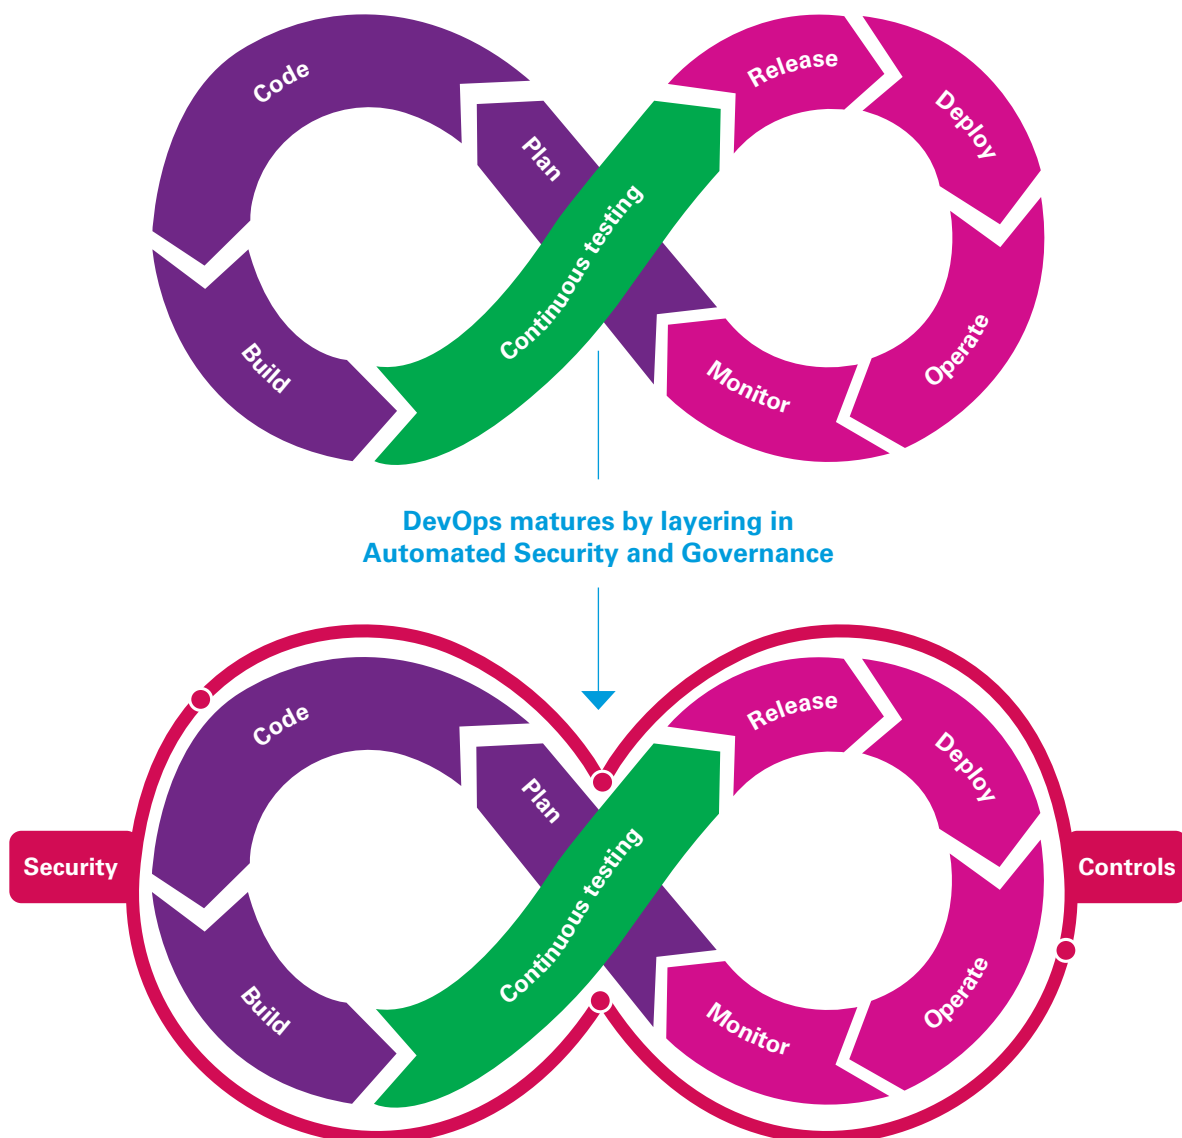 Code
Plan
Build
Continuous testing
Release
Deploy
Operate
Monitor
DevOps matures by layering in
Automated Security and Governance
Code
Plan
Build
Continuous testing
Release
Deploy
Operate
Monitor
Security
Controls